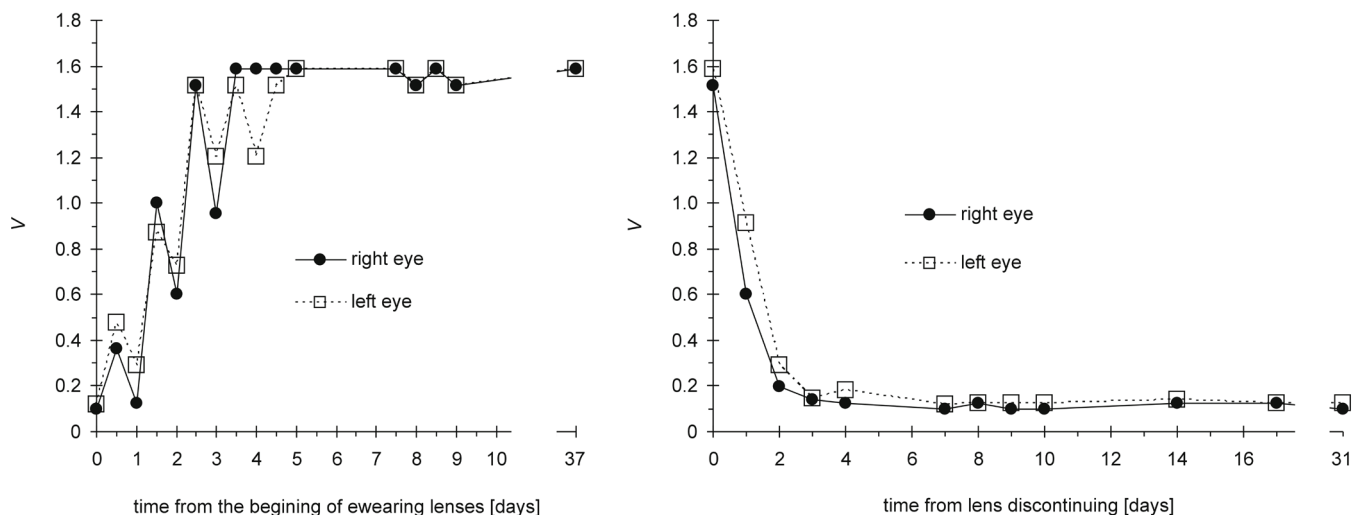 1.8
1.6
1.4
1.2
1.0
0.8
0.6
0.4
0.2
0
V
right eye
left eye
0 1 2 3 4 5 6 7 8 9 10 37
time from the begining of ewearing lenses [days]
1.8
1.6
1.4
1.2
1.0
0.8
0.6
0.4
0.2
0
V
right eye
left eye
0 2 4 6 8 10 12 14 16 31
time from lens discontinuing [days]